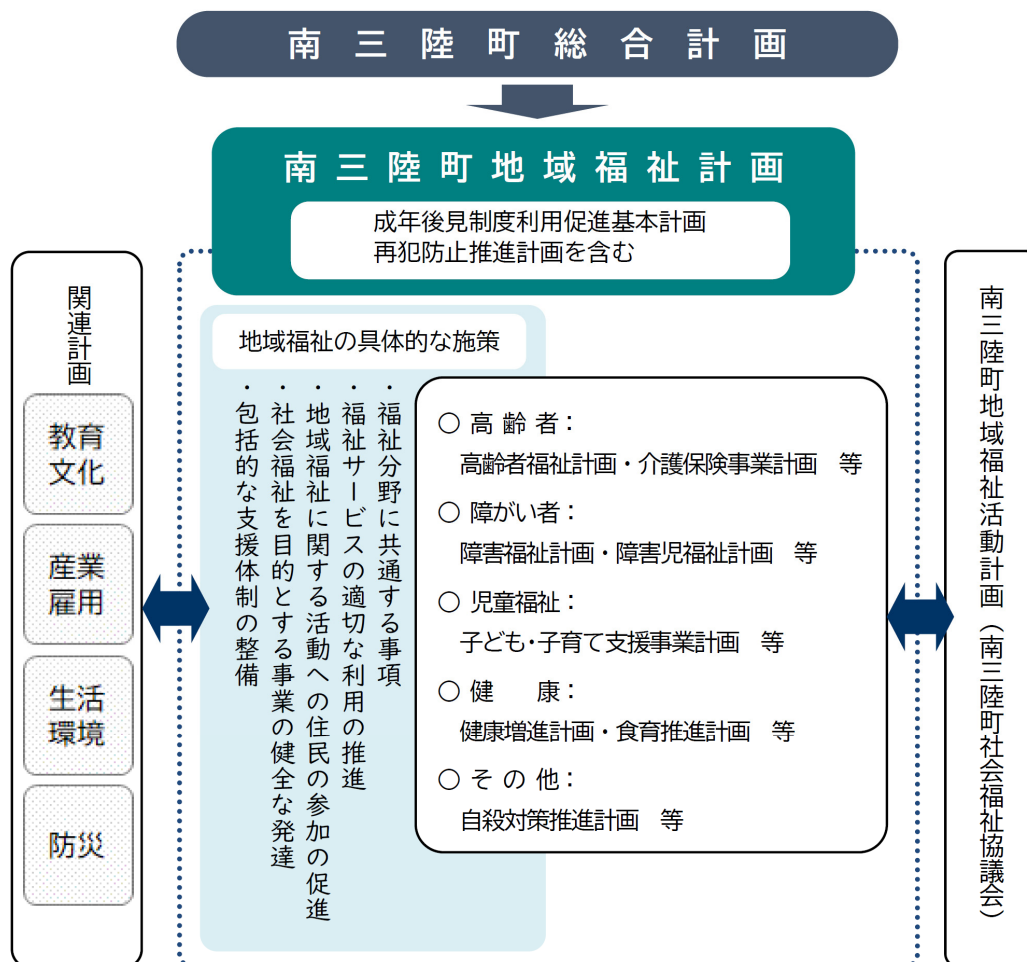 南三陸町総合計画
南三陸町地域福祉計画
成年後見制度利用促進基本計画
再犯防止推進計画を含む
関連計画
教育
文化
産業
雇用
生活
環境
防災
地域福祉の具体的な施策
・福祉分野に共通する事項
・福祉サービスの適切な利用の推進
・地域福祉に関する活動への住民の参加の促進
・社会福祉を目的とする事業の健全な発達
・包括的な支援体制の整備
○ 高齢者：
高齢者福祉計画・介護保険事業計画　等
○ 障がい者：
障害福祉計画・障害児福祉計画　等
○ 児童福祉：
子ども・子育て支援事業計画　等
○ 健　康：
健康増進計画・食育推進計画　等
○ その他：
自殺対策推進計画　等
南三陸町地域福祉活動計画（南三陸町社会福祉協議会）